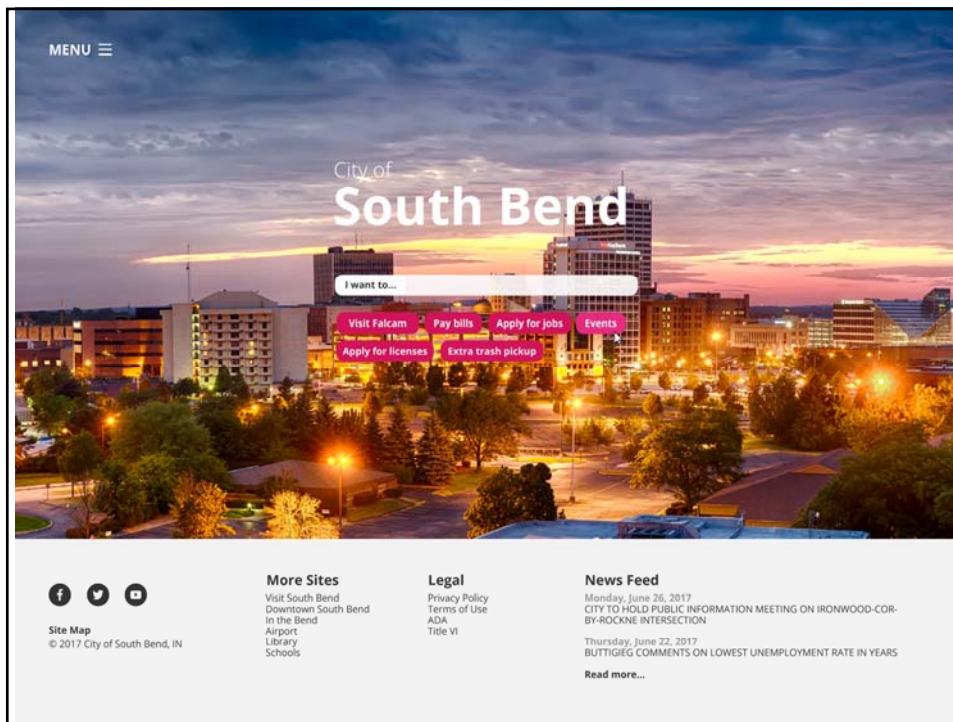 MENU
City of
South Bend
I want to...
Visit Falcam
Pay bills
Apply for jobs
Events
Apply for licenses
Extra trash pickup
Site Map
© 2017 City of South Bend, IN
More Sites
Visit South Bend
Downtown South Bend
In the Bend
Airport
Library
Schools
Legal
Privacy Policy
Terms of Use
ADA
Title VI
News Feed
Monday, June 26, 2017
CITY TO HOLD PUBLIC INFORMATION MEETING ON IRONWOOD-COR-
BY-ROCKNE INTERSECTION
Thursday, June 22, 2017
BUTTIGIEG COMMENTS ON LOWEST UNEMPLOYMENT RATE IN YEARS
Read more...